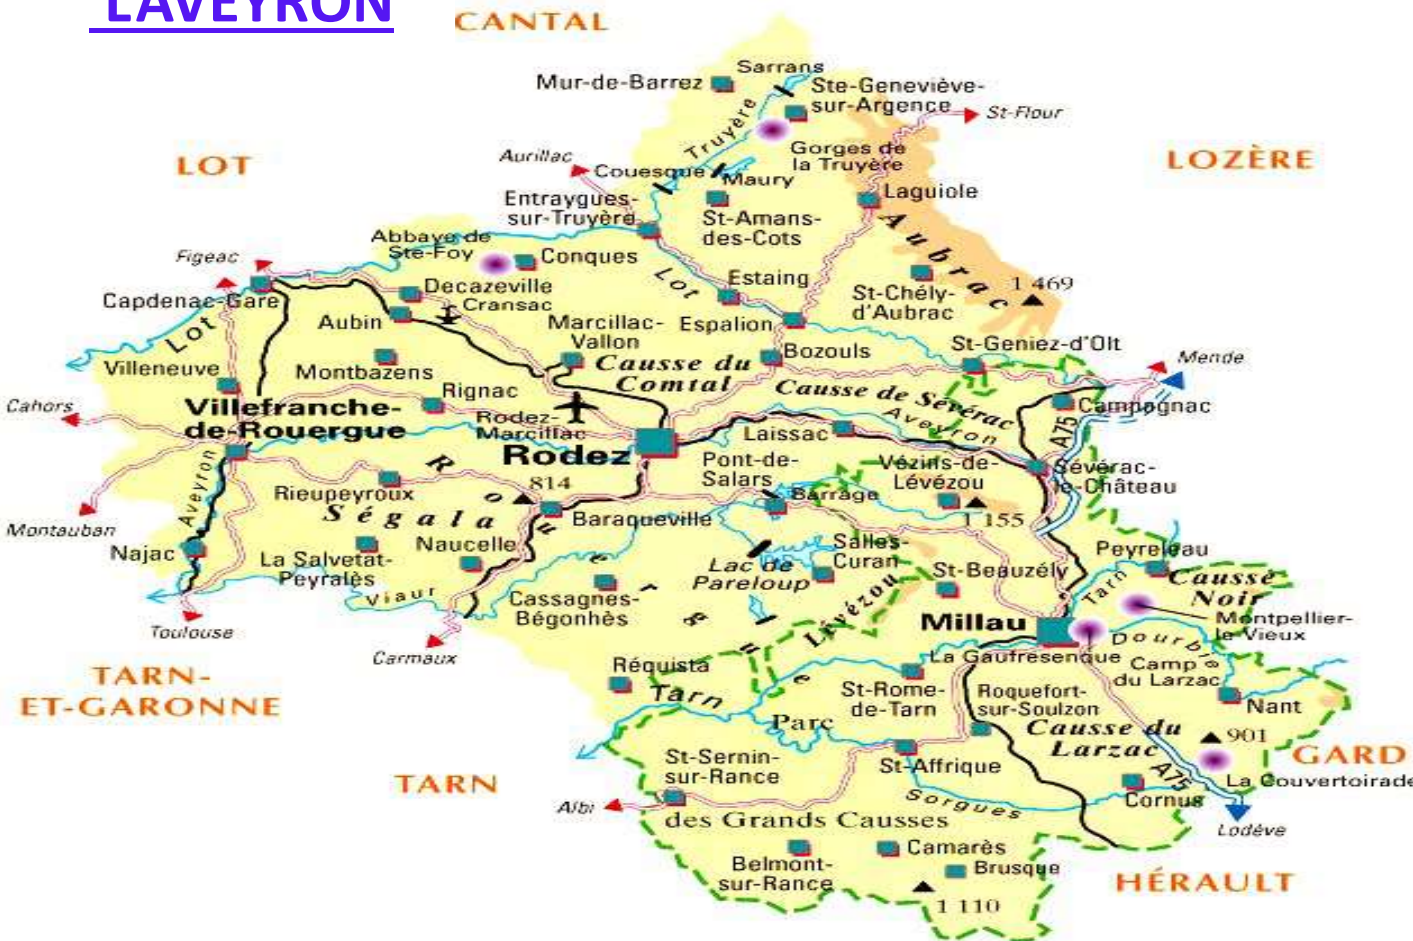 L'AVEYRON
CANTAL
Sarrans
Mur-de-Barrez
Ste-Geneviève-
sur-Argence
St-Flour
Truyère
LOT
Aurillac
Gorges de
la Truyère
LOZÈRE
Couesque
Maury
Laguiole
Entraygues-
sur-Truyère
St-Amans-
des-Cots
Aubrac
Abbaye de
Ste-Foy
Conques
Figeac
Lot
Estaing
1 469
Capdenac-Gare
Decazeville
Cransac
St-Chély-
d'Aubrac
Aubin
Marcillac-
Vallon
Espalion
Lot
St-Geniez-d'Olt
Villeneuve
Montbazens
Causse du
Comtal
Bozouls
Mende
Cahors
Villefranche-
de-Rouergue
Rignac
Causse de Sévérac
Campagnac
Rodez-
Marcillac
Aveyron
A75
Rodez
Laissac
Aveyron
Pont-de-
Salars
Vézins-de-
Lévézou
Sévérac-
le-Château
Rieupeyroux
Rouergue
814
Barrage
1 155
Ségala
Baraqueville
Montauban
Najac
La Salvetat-
Peyralès
Naucelle
Salles-
Curan
Peyreleau
Lac de
Pareloup
St-Beauzély
Tarn
Causse
Noir
Viaur
Cassagnes-
Bégonhès
Lévézou
Millau
Montpellier-
le-Vieux
Toulouse
Dourbie
Carmaux
La Gaufresenque
Camp
du Larzac
TARN-
ET-GARONNE
Réquista
Tarn
St-Rome-
de-Tarn
Roquefort-
sur-Soulzon
Nant
Parc
Causse du
Larzac
901
GARD
St-Sernin-
sur-Rance
St-Affrique
A75
La Couvertoirade
TARN
Albi
Sorgues
Cornus
des Grands Causses
Lodève
Camarès
Belmont-
sur-Rance
Brusque
HÉRAULT
1 110